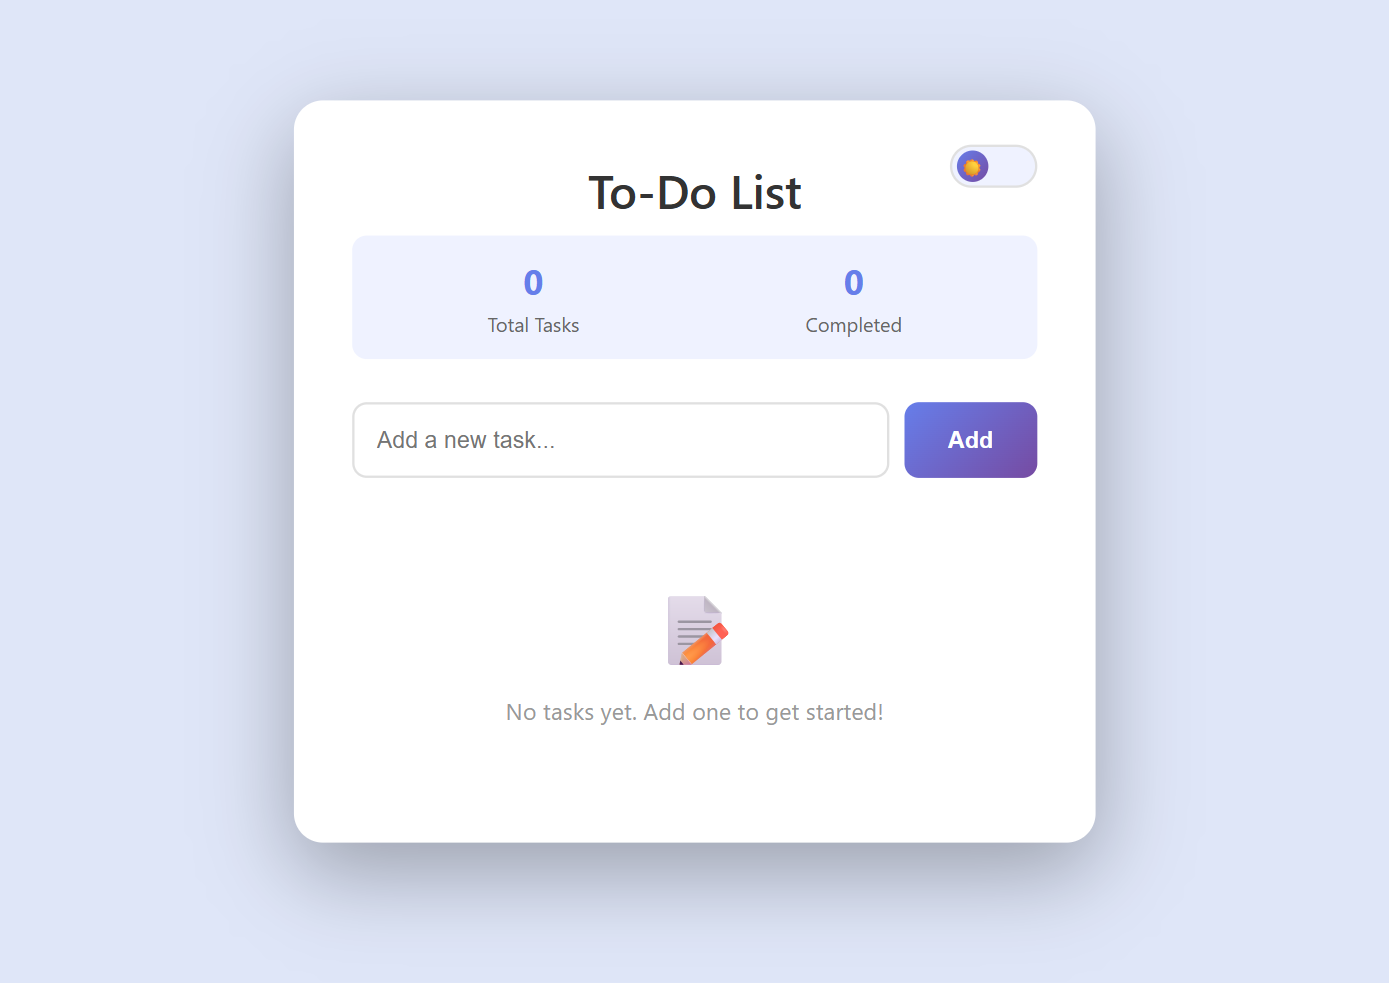 To-Do List
0
Total Tasks
0
Completed
Add a new task...
Add
No tasks yet. Add one to get started!